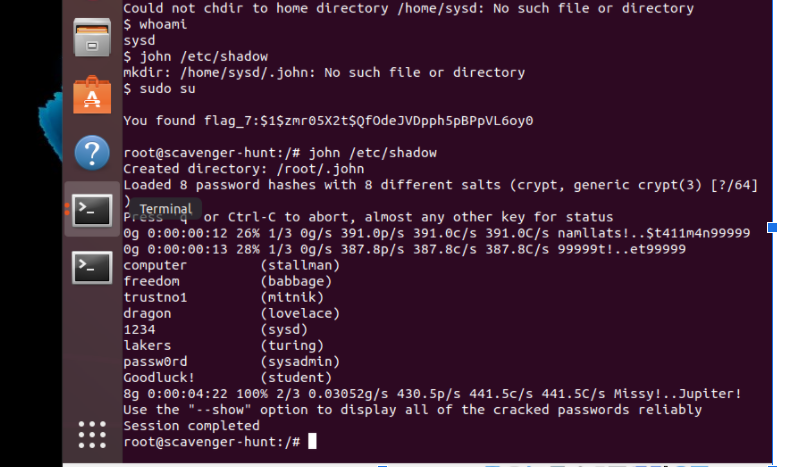 Could not chdir to home directory /home/sysd: No such file or directory
$ whoami
sysd
$ john /etc/shadow
mkdir: /home/sysd/.john: No such file or directory
$ sudo su
You found flag_7:$1$zmr05X2t$QfOdeJVDpph5pBPpVL6oy0
root@scavenger-hunt:/# john /etc/shadow
Created directory: /root/.john
Loaded 8 password hashes with 8 different salts (crypt, generic crypt(3) [?/64]
)
Terminal
Press 'q' or Ctrl-C to abort, almost any other key for status
0g 0:00:00:12 26% 1/3 0g/s 391.0p/s 391.0c/s 391.0C/s namllats!..$t411m4n99999
0g 0:00:00:13 28% 1/3 0g/s 387.8p/s 387.8c/s 387.8C/s 99999t!..et99999
computer (stallman)
freedom (babbage)
trustno1 (mitnik)
dragon (lovelace)
1234 (sysd)
lakers (turing)
passw0rd (sysadmin)
Goodluck! (student)
8g 0:00:04:22 100% 2/3 0.03052g/s 430.5p/s 441.5c/s 441.5C/s Missy!..Jupiter!
Use the "--show" option to display all of the cracked passwords reliably
Session completed
root@scavenger-hunt:/#